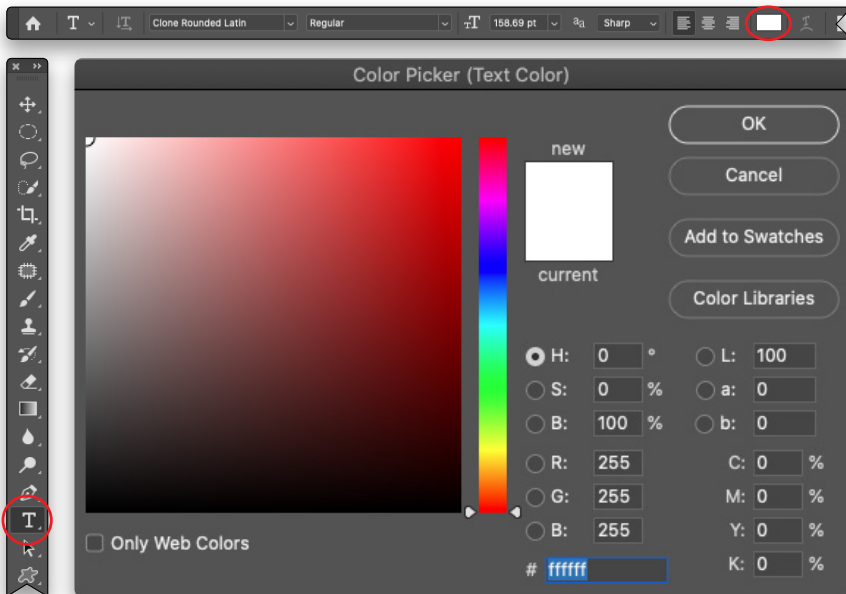 T Clone Rounded Latin Regular TT 158.69 pt aa Sharp
Color Picker (Text Color)
OK
new
Cancel
Add to Swatches
current
Color Libraries
H: 0 ° L: 100
S: 0 % a: 0
B: 100 % b: 0
R: 255 C: 0 %
G: 255 M: 0 %
T
B: 255 Y: 0 %
Only Web Colors
# ffffff K: 0 %